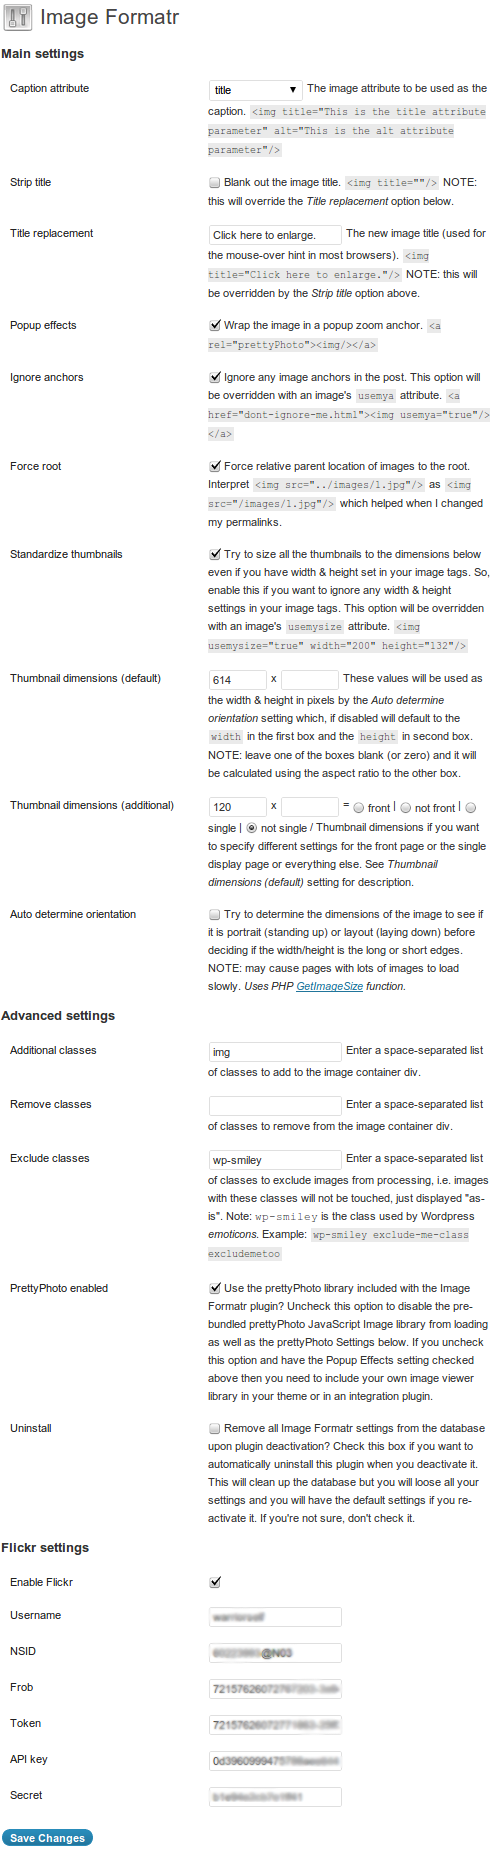 Image Formatr
Main settings
Caption attribute
title The image attribute to be used as the
caption. <img title="This is the title attribute
parameter" alt="This is the alt attribute
parameter"/>
Strip title
Blank out the image title. <img title=""/> NOTE:
this will override the Title replacement option below.
Title replacement
Click here to enlarge. The new image title (used for
the mouse-over hint in most browsers). <img
title="Click here to enlarge."/> NOTE: this will
be overridden by the Strip title option above.
Popup effects
Wrap the image in a popup zoom anchor. <a
rel="prettyPhoto"><img/></a>
Ignore anchors
Ignore any image anchors in the post. This option will
be overridden with an image's usemya attribute. <a
href="dont-ignore-me.html"><img usemya="true"/>
</a>
Force root
Force relative parent location of images to the root.
Interpret <img src="../images/1.jpg"/> as <img
src="/images/1.jpg"/> which helped when I changed
my permalinks.
Standardize thumbnails
Try to size all the thumbnails to the dimensions below
even if you have width & height set in your image tags. So,
enable this if you want to ignore any width & height
settings in your image tags. This option will be overridden
with an image's usemysize attribute. <img
usemysize="true" width="200" height="132"/>
Thumbnail dimensions (default)
614 x These values will be used as
the width & height in pixels by the Auto determine
orientation setting which, if disabled will default to the
width in the first box and the height in second box.
NOTE: leave one of the boxes blank (or zero) and it will
be calculated using the aspect ratio to the other box.
Thumbnail dimensions (additional)
120 x = front | not front |
single | not single / Thumbnail dimensions if you want
to specify different settings for the front page or the single
display page or everything else. See Thumbnail
dimensions (default) setting for description.
Auto determine orientation
Try to determine the dimensions of the image to see if
it is portrait (standing up) or layout (laying down) before
deciding if the width/height is the long or short edges.
NOTE: may cause pages with lots of images to load
slowly. Uses PHP GetImageSize function.
Advanced settings
Additional classes
img Enter a space-separated list
of classes to add to the image container div.
Remove classes
Enter a space-separated list
of classes to remove from the image container div.
Exclude classes
wp-smiley Enter a space-separated list
of classes to exclude images from processing, i.e. images
with these classes will not be touched, just displayed "as-
is". Note: wp-smiley is the class used by Wordpress
emoticons. Example: wp-smiley exclude-me-class
excludemetoo
PrettyPhoto enabled
Use the prettyPhoto library included with the Image
Formatr plugin? Uncheck this option to disable the pre-
bundled prettyPhoto JavaScript Image library from loading
as well as the prettyPhoto Settings below. If you uncheck
this option and have the Popup Effects setting checked
above then you need to include your own image viewer
library in your theme or in an integration plugin.
Uninstall
Remove all Image Formatr settings from the database
upon plugin deactivation? Check this box if you want to
automatically uninstall this plugin when you deactivate it.
This will clean up the database but you will loose all your
settings and you will have the default settings if you re-
activate it. If you're not sure, don't check it.
Flickr settings
Enable Flickr
Username
NSID
@N03
Frob
Token
API key
Secret
Save Changes